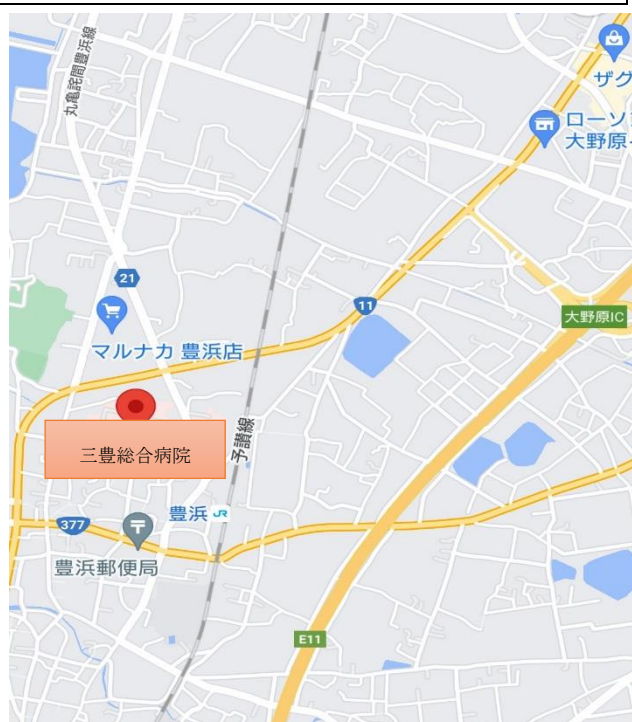 丸亀詫間豊浜線
ザグ
ローソン
大野原イ
21
11
大野原IC
マルナカ 豊浜店
三豊総合病院
予讃線
豊浜 JR
377
豊浜郵便局
E11